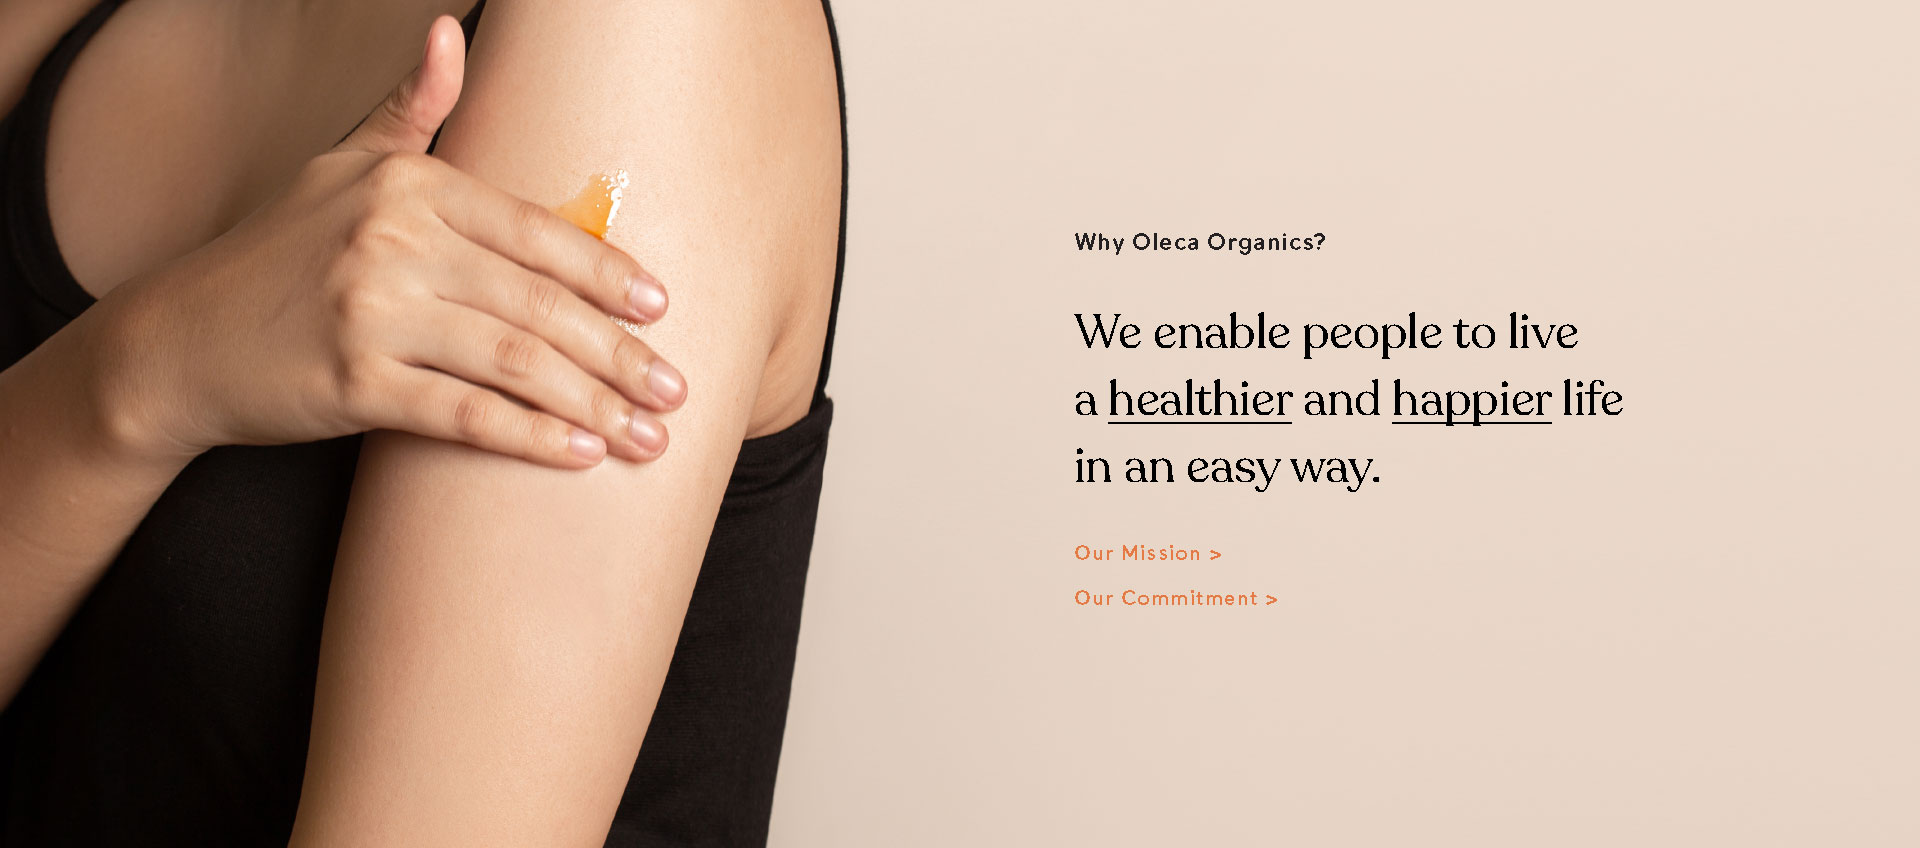 Why Oleca Organics?
We enable people to live
a healthier and happier life
in an easy way.
Our Mission >
Our Commitment >